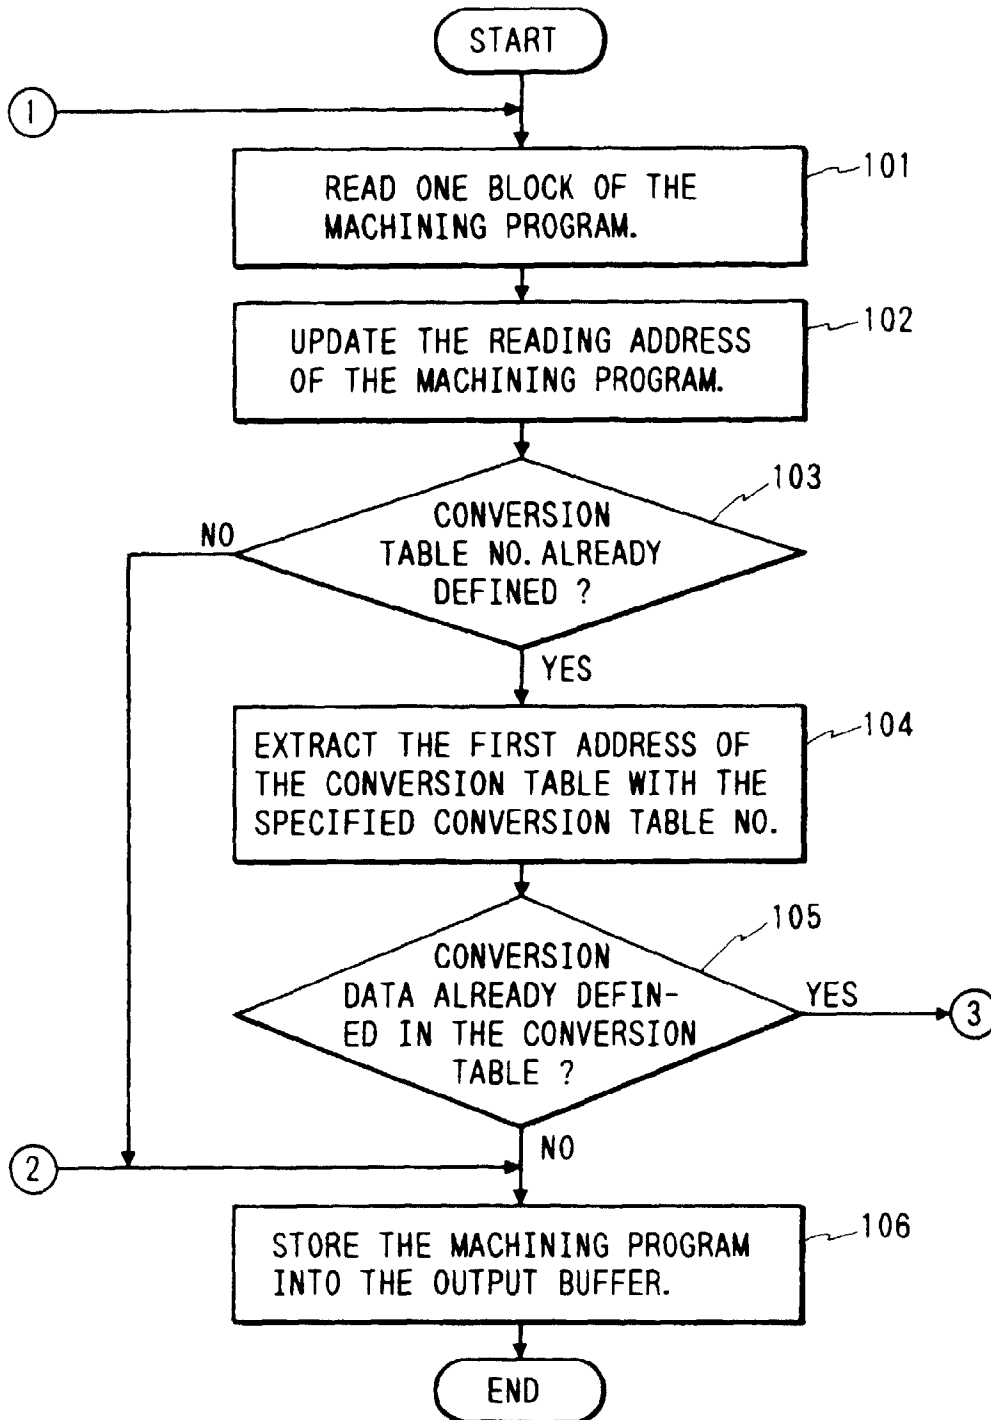 START
1
READ ONE BLOCK OF THE
MACHINING PROGRAM.
101
UPDATE THE READING ADDRESS
OF THE MACHINING PROGRAM.
102
CONVERSION
TABLE NO. ALREADY
DEFINED ?
103
NO
YES
EXTRACT THE FIRST ADDRESS OF
THE CONVERSION TABLE WITH THE
SPECIFIED CONVERSION TABLE NO.
104
CONVERSION
DATA ALREADY DEFIN-
ED IN THE CONVERSION
TABLE ?
105
YES
3
NO
2
STORE THE MACHINING PROGRAM
INTO THE OUTPUT BUFFER.
106
END